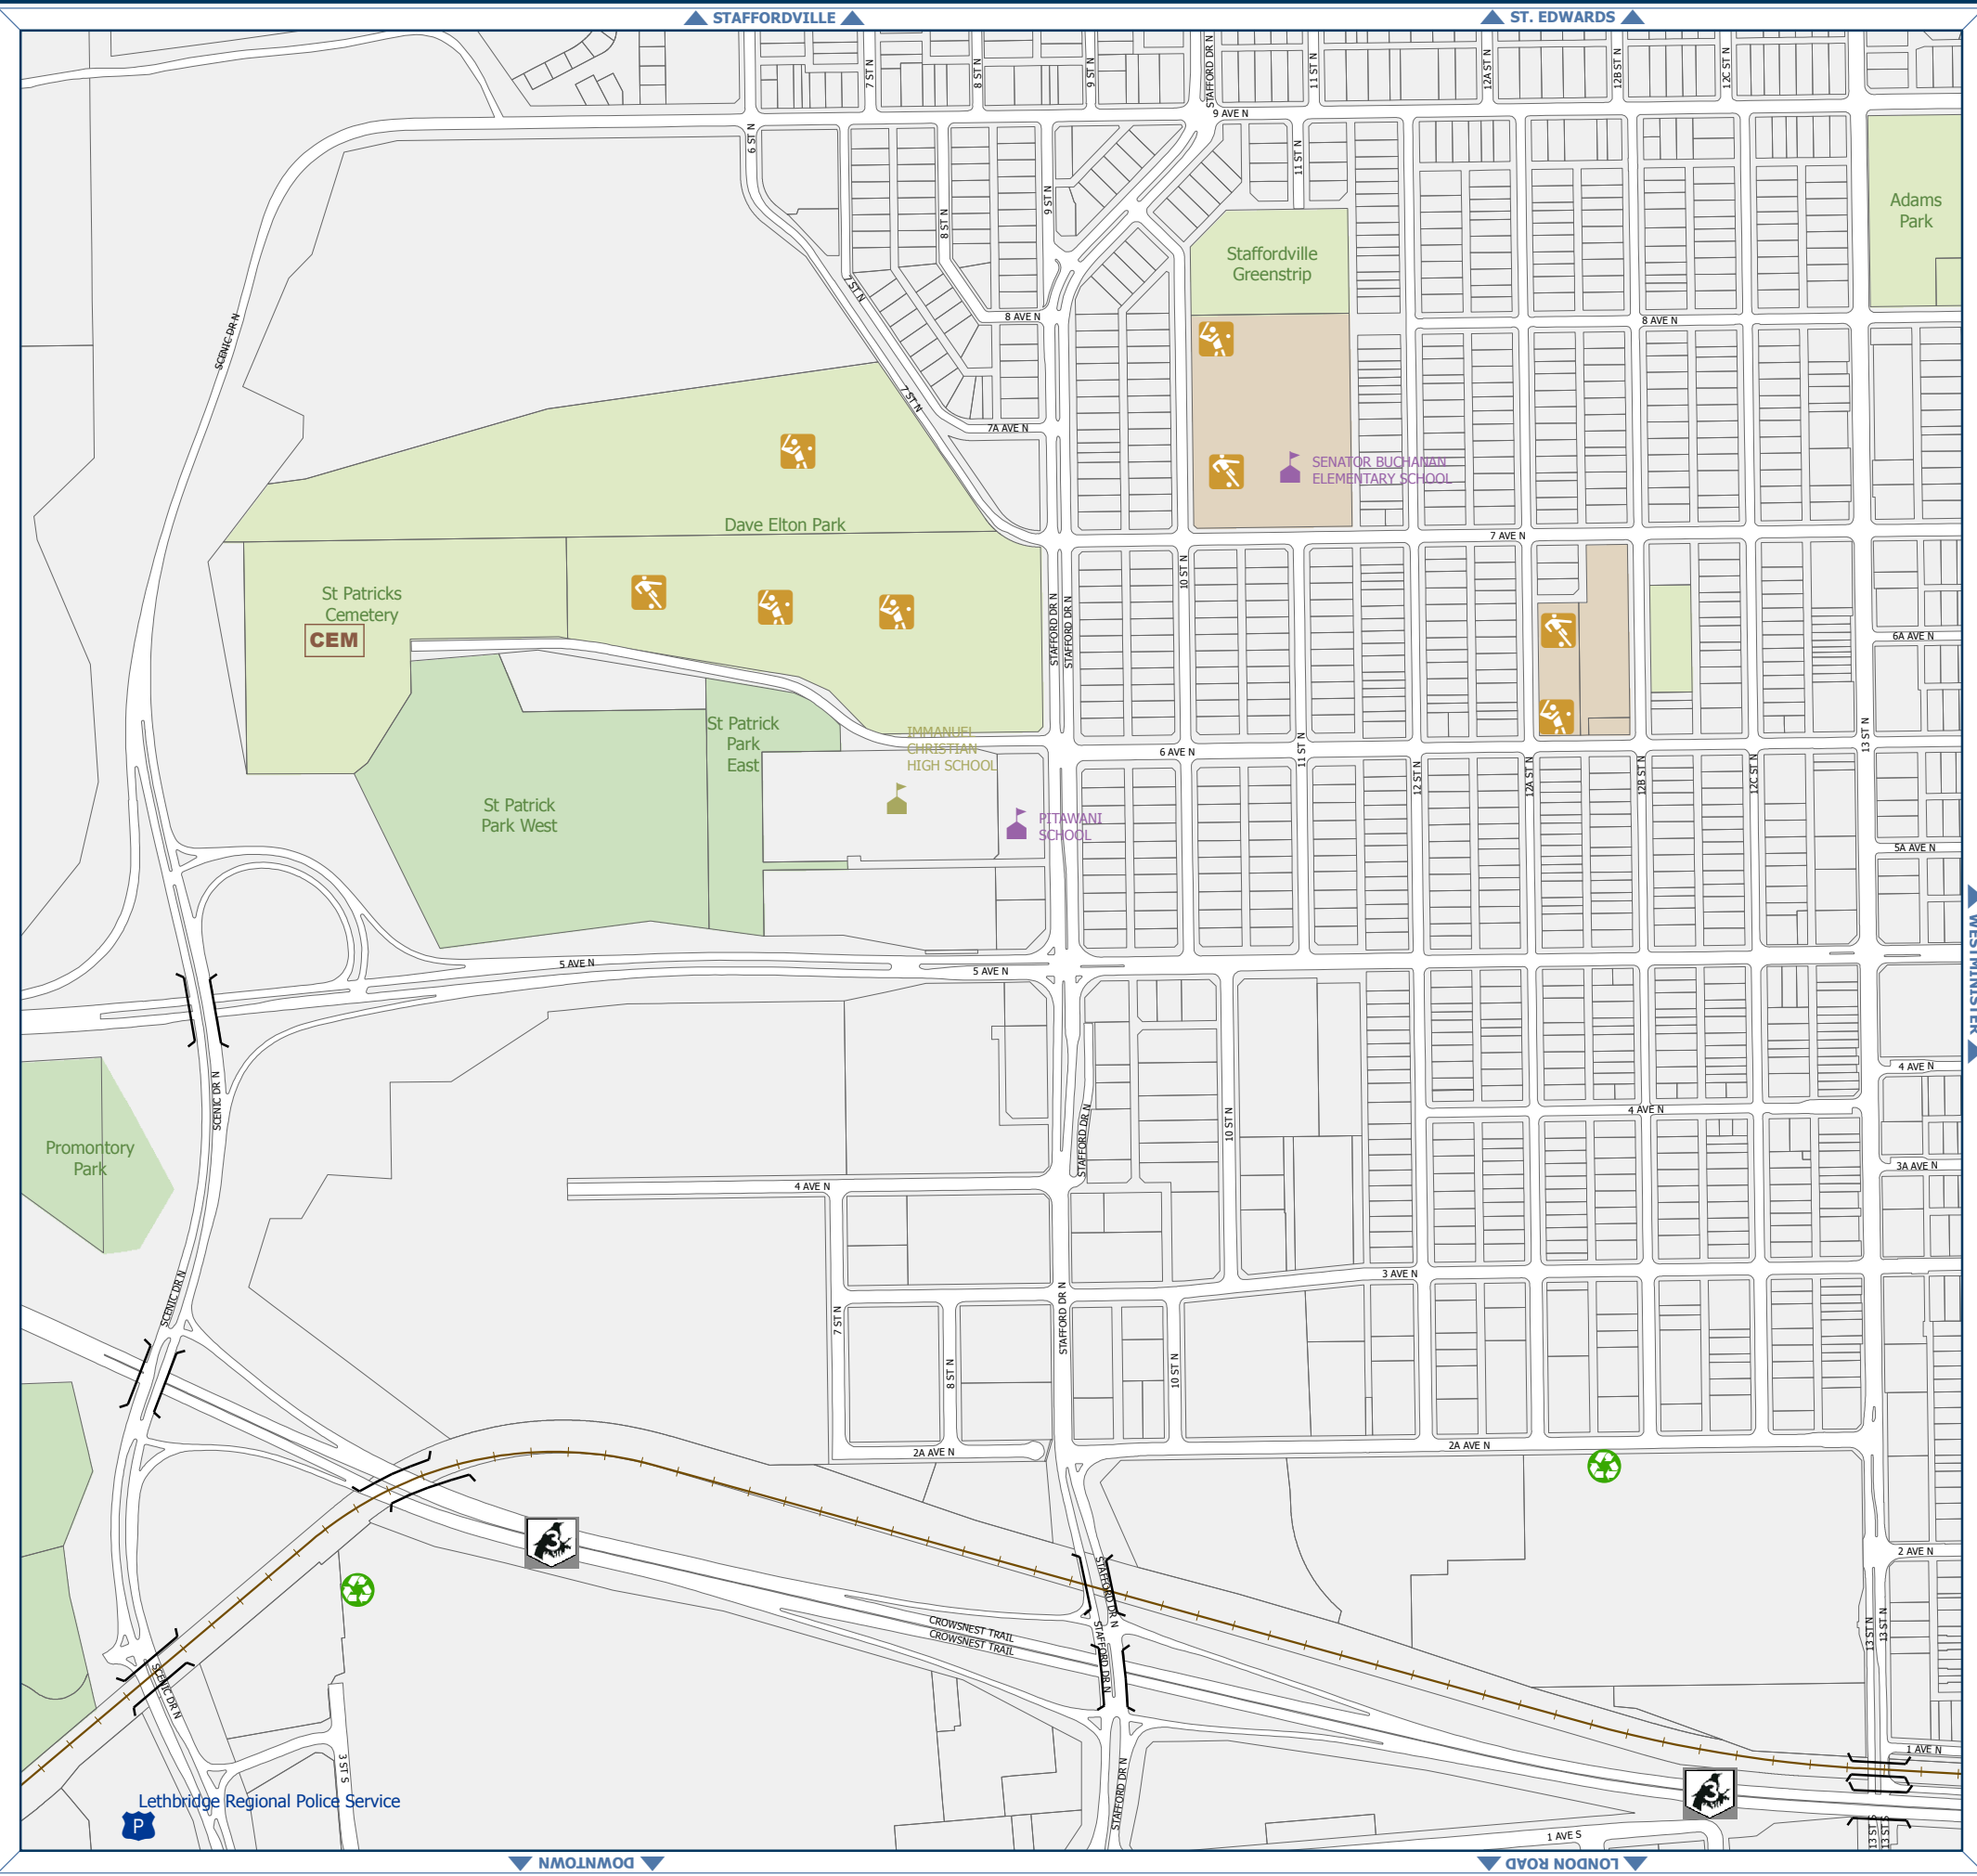 STAFFORDVILLE
ST. EDWARDS
7 ST N
8 ST N
9 ST N
STAFFORD DR N
11 ST N
12A ST N
12B ST N
12C ST N
9 AVE N
6 ST N
11 ST N
9 ST N
8 ST N
Adams
Park
Staffordville
Greenstrip
7 ST N
SCENIC DR N
8 AVE N
8 AVE N
7 ST N
7A AVE N
SENATOR BUCHANAN
ELEMENTARY SCHOOL
Dave Elton Park
7 AVE N
10 ST N
St Patricks
Cemetery
CEM
STAFFORD DR N
STAFFORD DR N
6A AVE N
St Patrick
Park
East
IMMANUEL
CHRISTIAN
HIGH SCHOOL
6 AVE N
11 ST N
12 ST N
12A ST N
12B ST N
12C ST N
13 ST N
St Patrick
Park West
PITAWANI
SCHOOL
5A AVE N
WESTMINISTER
5 AVE N
5 AVE N
4 AVE N
SCENIC DR N
STAFFORD DR N
10 ST N
4 AVE N
Promontory
Park
3A AVE N
4 AVE N
3 AVE N
SCENIC DR N
7 ST N
STAFFORD DR N
8 ST N
10 ST N
2A AVE N
2A AVE N
3
2 AVE N
STAFFORD DR N
CROWSNEST TRAIL
CROWSNEST TRAIL
STAFFORD DR N
13 ST N
13 ST N
SCENIC DR N
3 ST S
1 AVE N
STAFFORD DR N
3
Lethbridge Regional Police Service
P
1 AVE S
13 ST S
13 ST S
DOWNTOWN
LONDON ROAD